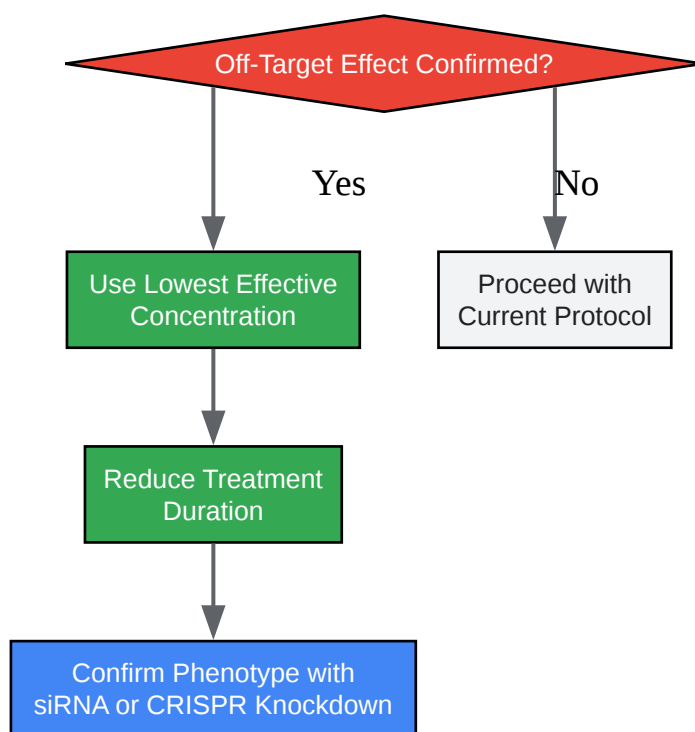 Off-Target Effect Confirmed?
Yes
No
Use Lowest Effective
Concentration
Proceed with
Current Protocol
Reduce Treatment
Duration
Confirm Phenotype with
siRNA or CRISPR Knockdown